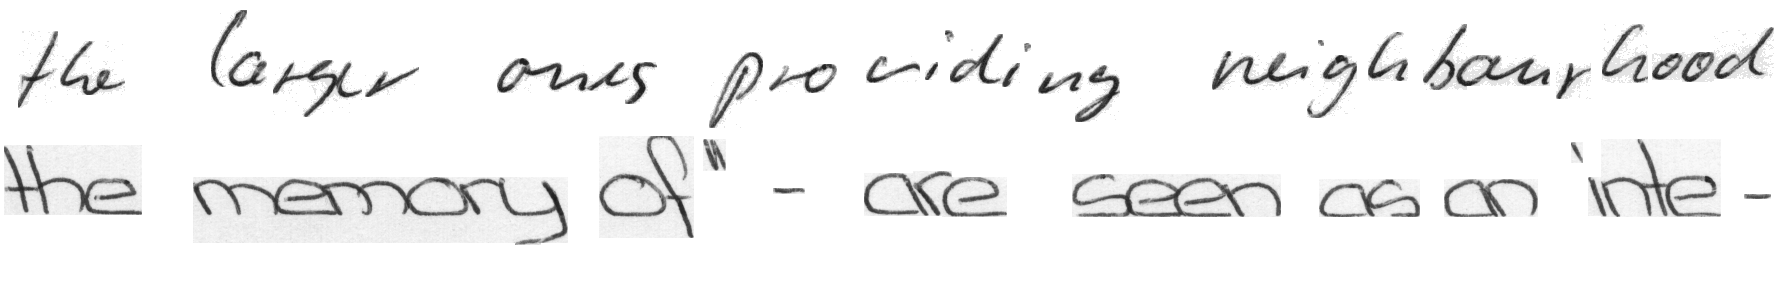 the larger ones providing neighbourhood
the memory of" - are seen as an inte-